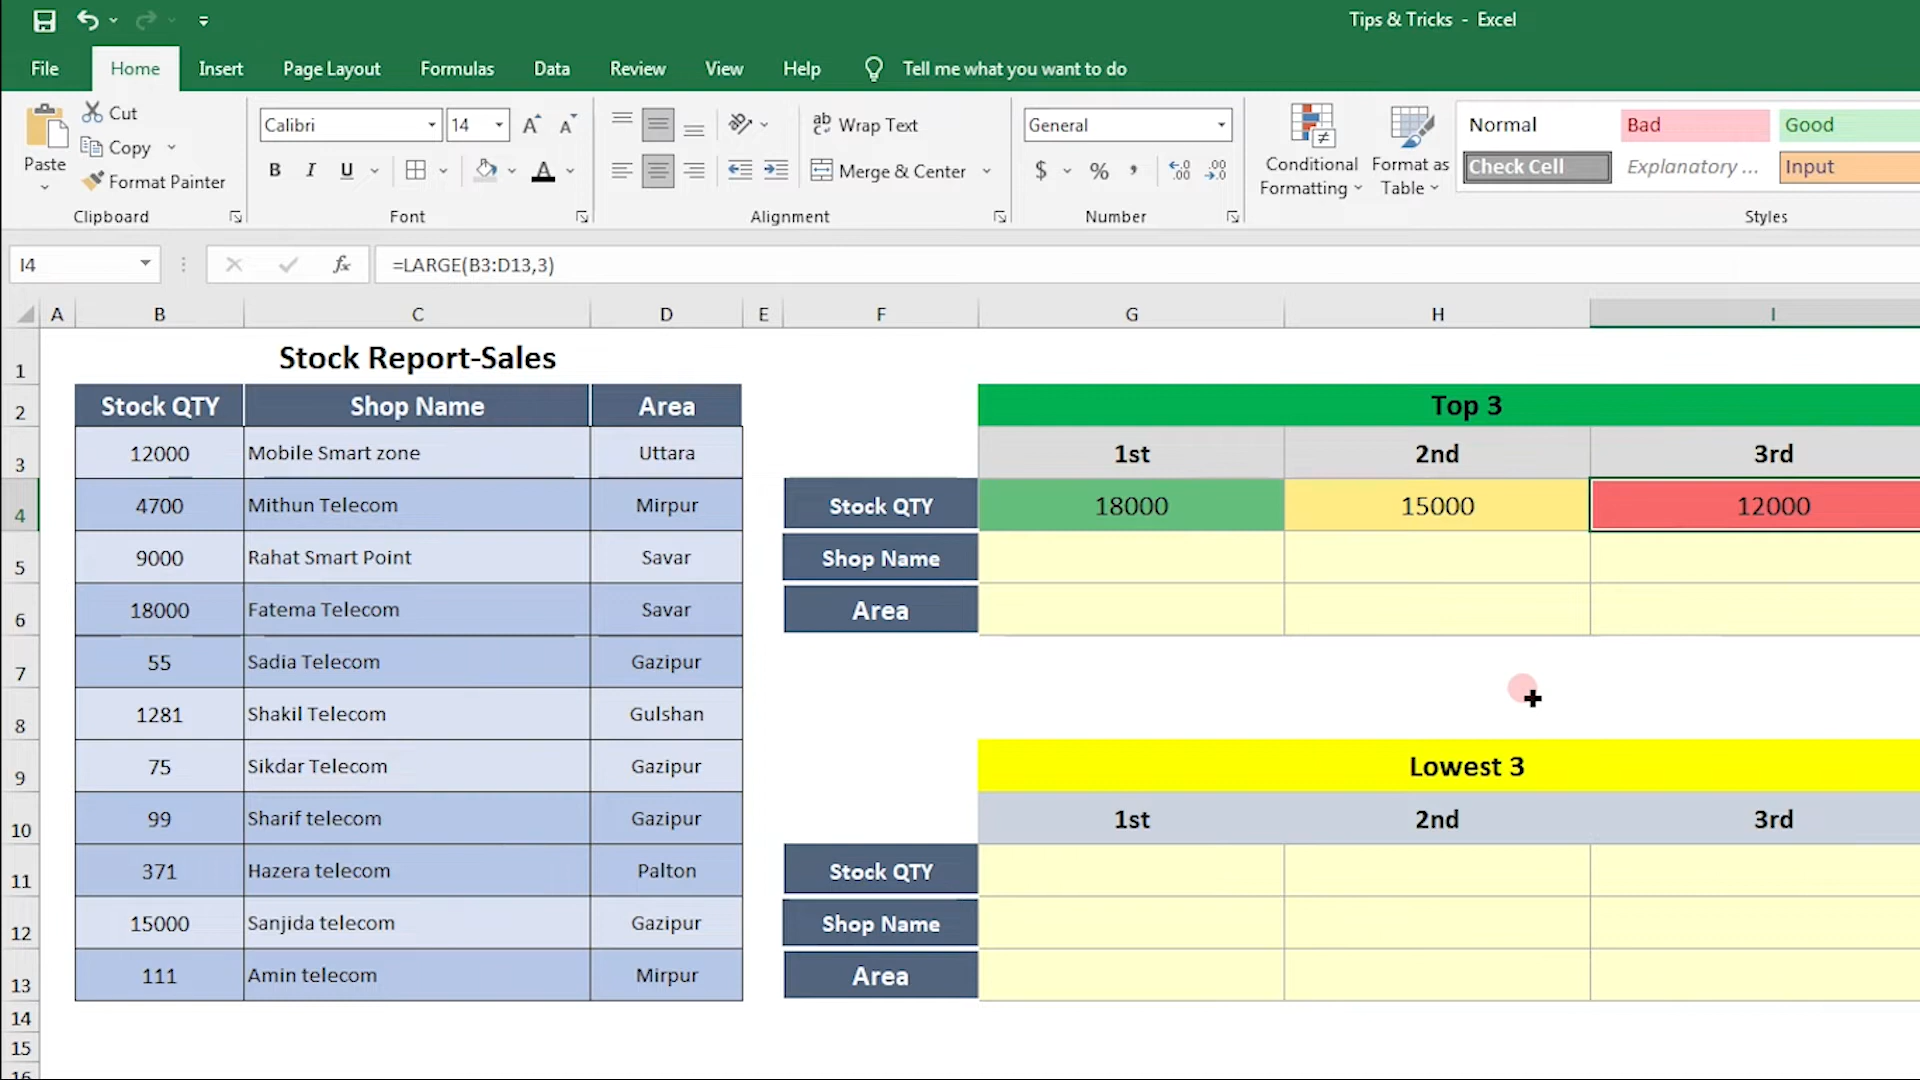 Tips & Tricks - Excel
File Home Insert Page Layout Formulas Data Review View Help Tell me what you want to do
Paste Cut Copy Format Painter
Clipboard
Calibri 14
B I U A
Font
ab Wrap Text
Merge & Center
Alignment
General
$ % ,
Number
Conditional Formatting
Format as Table
Normal Bad Good
Check Cell Explanatory ... Input
Styles
I4 fx =LARGE(B3:D13,3)
A B C D E F G H I
1 Stock Report-Sales
2 Stock QTY Shop Name Area Top 3
3 12000 Mobile Smart zone Uttara 1st 2nd 3rd
4 4700 Mithun Telecom Mirpur Stock QTY 18000 15000 12000
5 9000 Rahat Smart Point Savar Shop Name
6 18000 Fatema Telecom Savar Area
7 55 Sadia Telecom Gazipur
8 1281 Shakil Telecom Gulshan
9 75 Sikdar Telecom Gazipur Lowest 3
10 99 Sharif telecom Gazipur 1st 2nd 3rd
11 371 Hazera telecom Palton Stock QTY
12 15000 Sanjida telecom Gazipur Shop Name
13 111 Amin telecom Mirpur Area
14
15
16